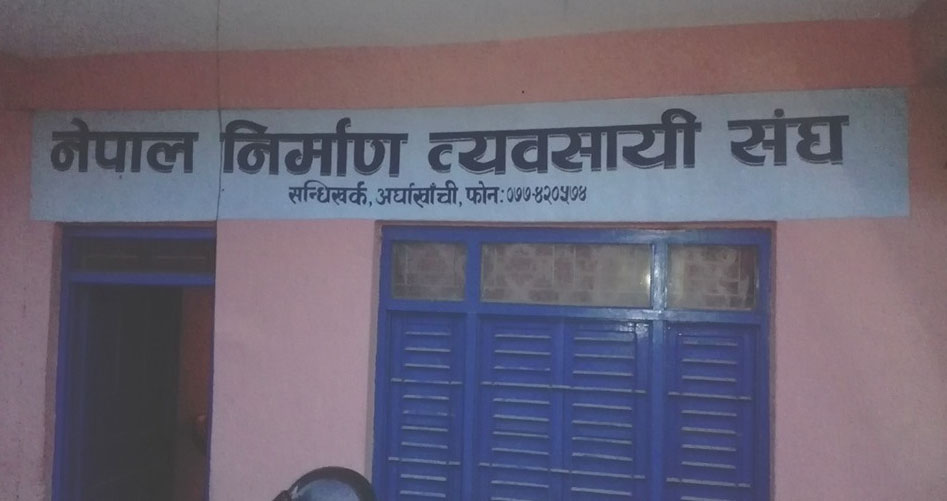 नेपाल निर्माण व्यवसायी संघ
सन्धिखर्क, अर्घाखाँची, फोन: ०७७-४२०५७४